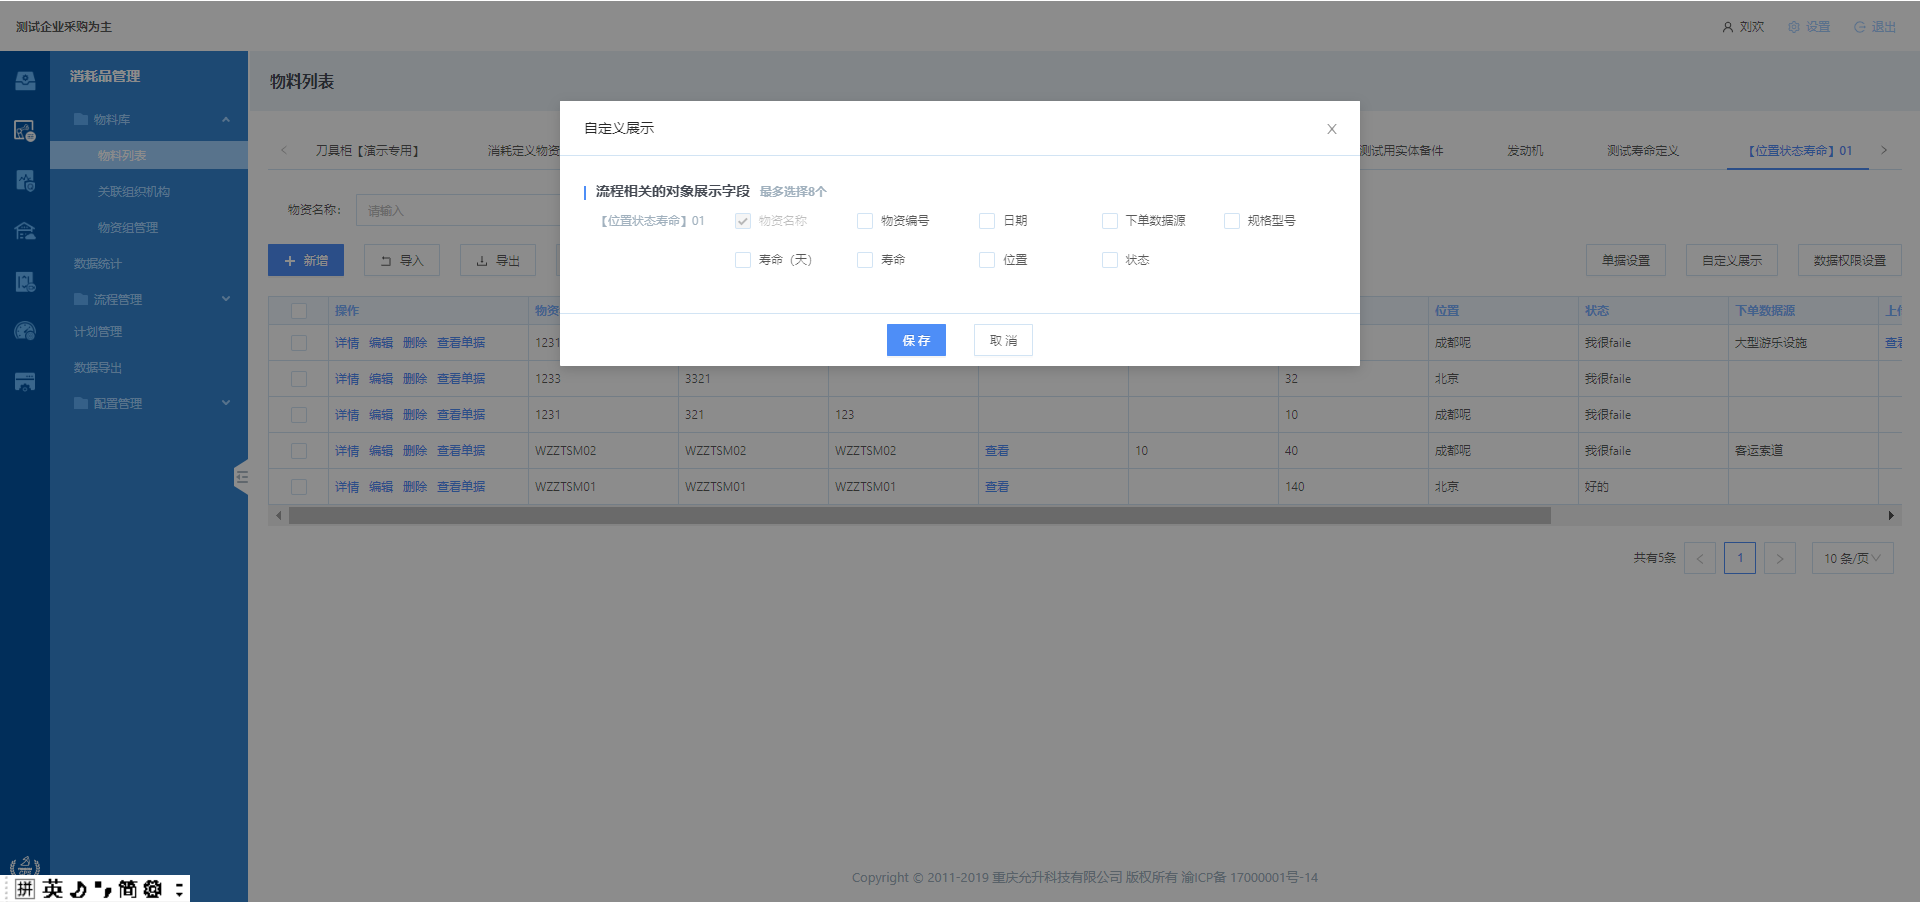 测试企业采购为主
刘欢 设置 退出
消耗品管理
物料库
物料列表
关联组织机构
物资组管理
数据统计
流程管理
计划管理
数据导出
配置管理
物料列表
刀具柜【演示专用】 消耗定义物资 测试用实体备件 发动机 测试寿命定义 【位置状态寿命】01
物资名称: 请输入
新增 导入 导出 单据设置 自定义展示 数据权限设置
自定义展示
流程相关的对象展示字段 最多选择8个
【位置状态寿命】01 物资名称 物资编号 日期 下单数据源 规格型号
寿命（天） 寿命 位置 状态
保存 取消
操作 物资 位置 状态 下单数据源
详情 编辑 删除 查看单据 1231 成都呢 我很faile 大型游乐设施 查看
详情 编辑 删除 查看单据 1233 3321 32 北京 我很faile
详情 编辑 删除 查看单据 1231 321 123 10 成都呢 我很faile
详情 编辑 删除 查看单据 WZZTSM02 WZZTSM02 WZZTSM02 查看 10 40 成都呢 我很faile 客运索道
详情 编辑 删除 查看单据 WZZTSM01 WZZTSM01 WZZTSM01 查看 140 北京 好的
共有5条 1 10 条/页
Copyright © 2011-2019 重庆允升科技有限公司 版权所有 渝ICP备 17000001号-14
拼 英 简